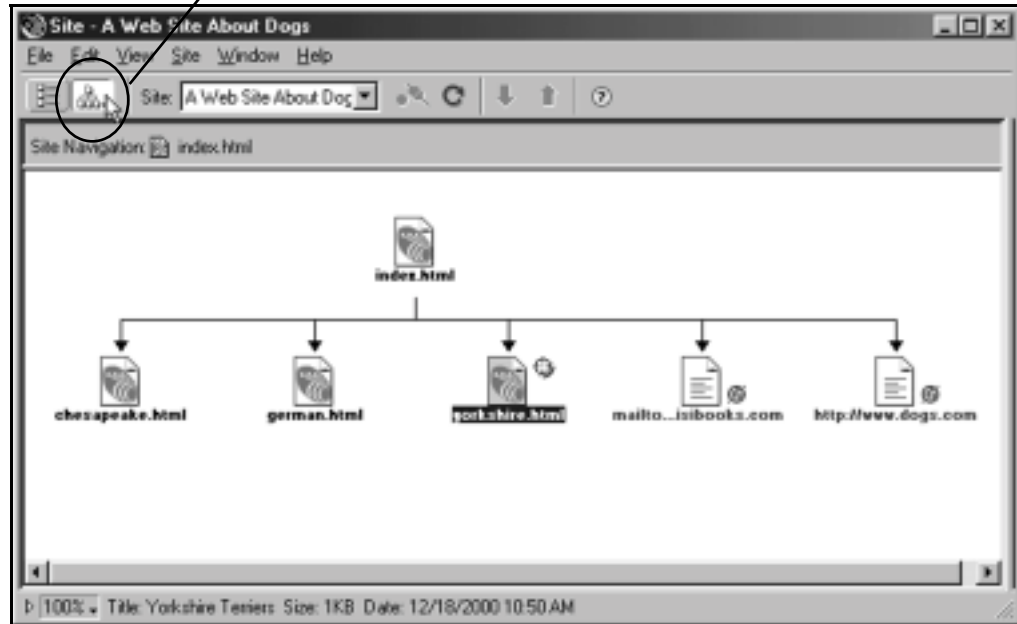 Site - A Web Site About Dogs
File Edit View Site Window Help
Site: A Web Site About Dog
Site Navigation: index.html
index.html
chesapeake.html german.html yorkshire.html mailto...isibooks.com http://www.dogs.com
100% Title: Yorkshire Terriers Size: 1KB Date: 12/18/2000 10:50 AM